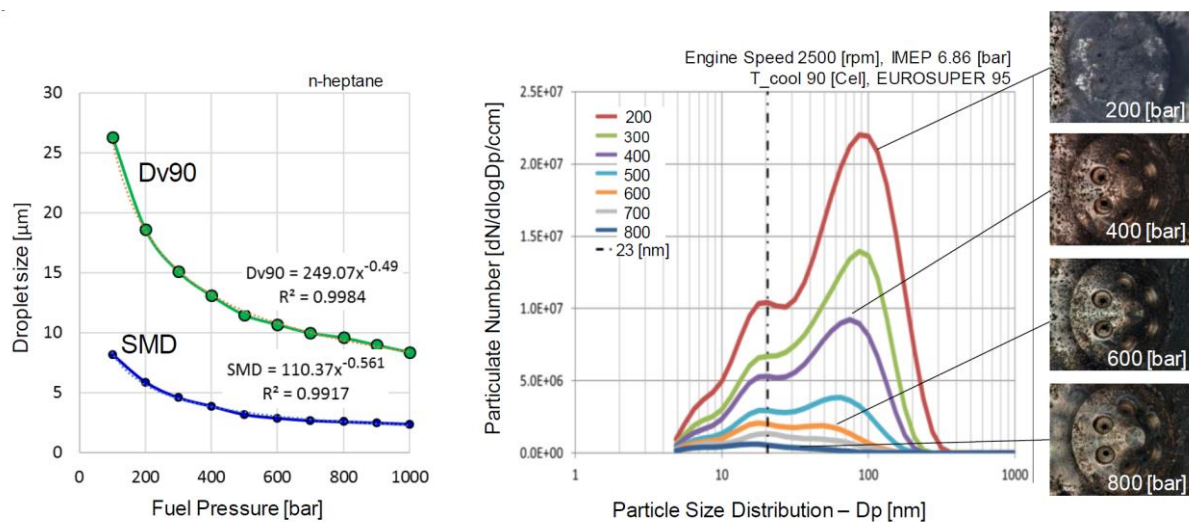 n-heptane
30
25
20
15
10
5
0
Droplet size [µm]
Dv90
Dv90 = 249.07x^-0.49
R² = 0.9984
SMD
SMD = 110.37x^-0.561
R² = 0.9917
0 200 400 600 800 1000
Fuel Pressure [bar]
Engine Speed 2500 [rpm], IMEP 6.86 [bar]
T_cool 90 [Cel], EUROSUPER 95
2.5E+07
2.0E+07
1.5E+07
1.0E+07
5.0E+06
0.0E+00
Particulate Number [dN/dlogDp/ccm]
200
300
400
500
600
700
800
23 [nm]
1 10 100 1000
Particle Size Distribution – Dp [nm]
200 [bar]
400 [bar]
600 [bar]
800 [bar]